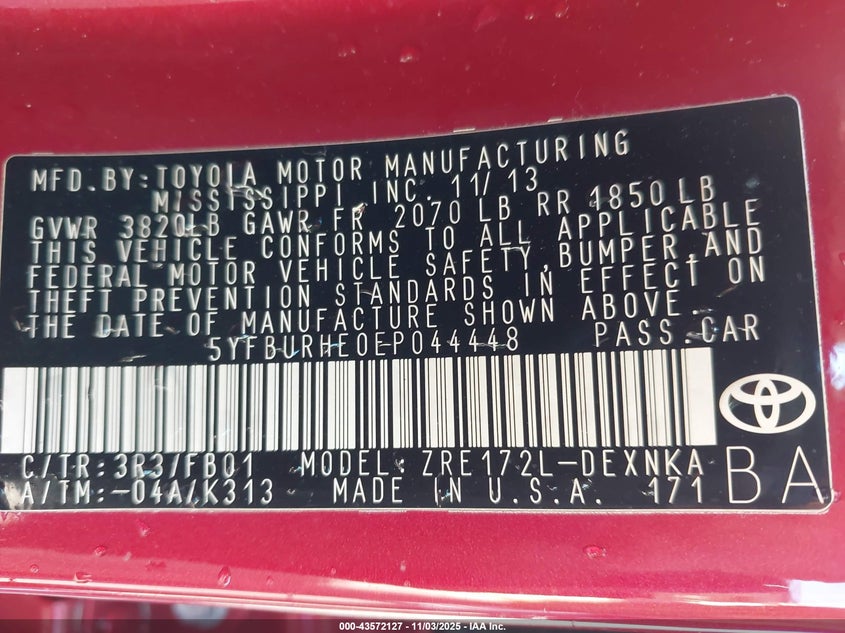 MFD.BY:TOYOTA MOTOR MANUFACTURING
MISSISSIPPI,INC. 11/13
GVWR 3820LB GAWR FR 2070 LB RR 1850LB
THIS VEHICLE CONFORMS TO ALL APPLICABLE
FEDERAL MOTOR VEHICLE SAFETY,BUMPER,AND
THEFT PREVENTION STANDARDS IN EFFECT ON
THE DATE OF MANUFACTURE SHOWN ABOVE.
5YFBURHE0EP044448 PASS.CAR
C/TR:3R3/FB01 MODEL:ZRE172L-DEXNKA
A/TM:-04A/K313 MADE IN U.S.A. 171
BA
000-43572127 - 11/03/2025 - IAA Inc.